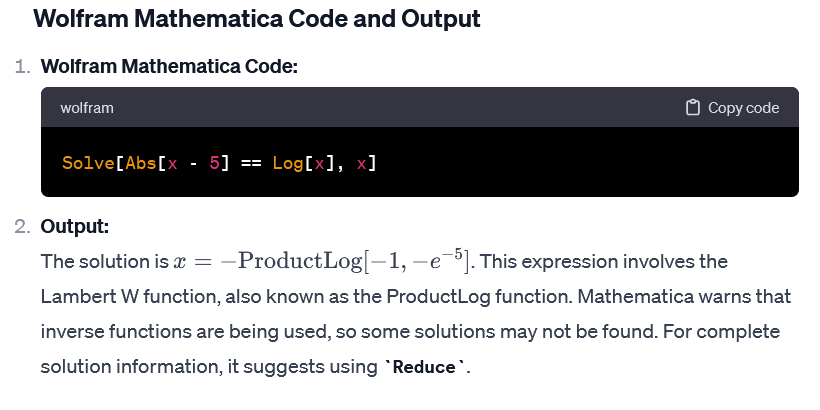 Wolfram Mathematica Code and Output
1. Wolfram Mathematica Code:
wolfram Copy code
Solve[Abs[x - 5] == Log[x], x]
2. Output:
The solution is x = −ProductLog[−1, −e⁻⁵]. This expression involves the
Lambert W function, also known as the ProductLog function. Mathematica warns that
inverse functions are being used, so some solutions may not be found. For complete
solution information, it suggests using `Reduce`.